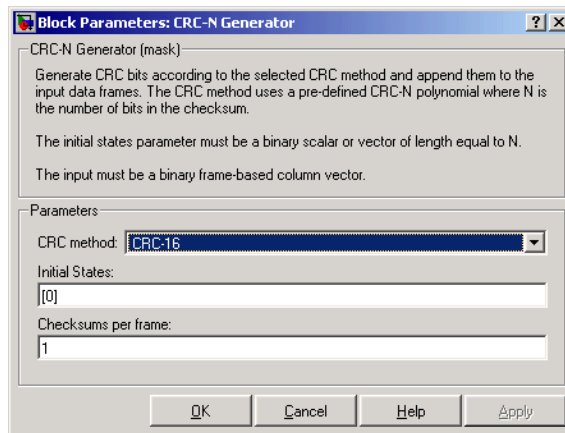 Block Parameters: CRC-N Generator
CRC-N Generator (mask)
Generate CRC bits according to the selected CRC method and append them to the
input data frames. The CRC method uses a pre-defined CRC-N polynomial where N is
the number of bits in the checksum.
The initial states parameter must be a binary scalar or vector of length equal to N.
The input must be a binary frame-based column vector.
Parameters
CRC method: CRC-16
Initial States:
[0]
Checksums per frame:
1
OK Cancel Help Apply